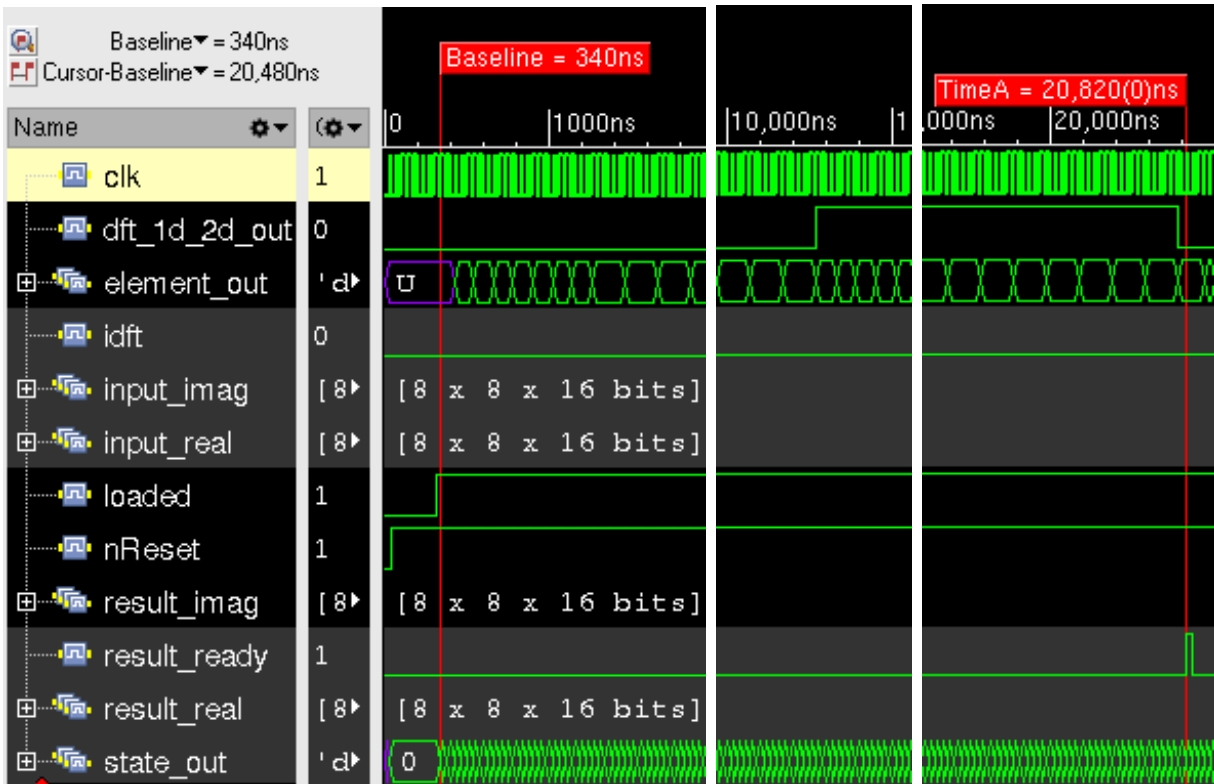 Baseline▾ = 340ns
Cursor-Baseline▾ = 20,480ns
Baseline = 340ns
TimeA = 20,820(0)ns
Name
0 |1000ns |10,000ns |1 ,000ns |20,000ns
clk 1
dft_1d_2d_out 0
element_out 'd U
idft 0
input_imag [8 [8 x 8 x 16 bits]
input_real [8 [8 x 8 x 16 bits]
loaded 1
nReset 1
result_imag [8 [8 x 8 x 16 bits]
result_ready 1
result_real [8 [8 x 8 x 16 bits]
state_out 'd 0